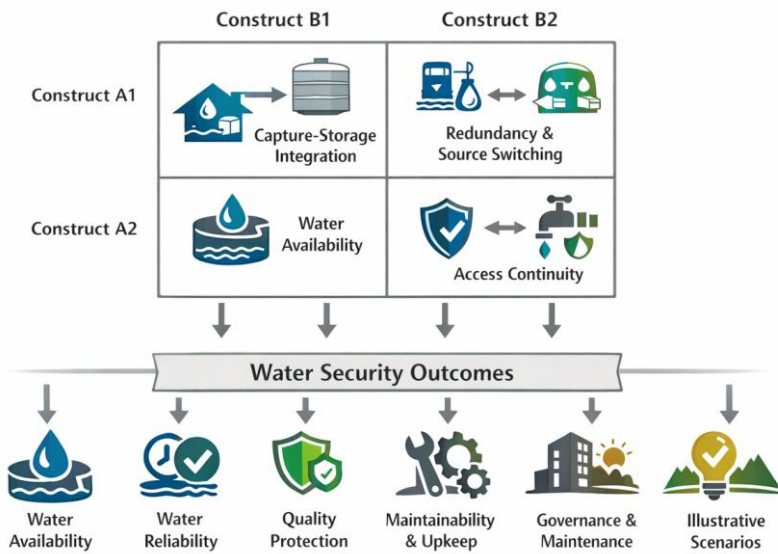 Construct B1
Construct B2
Construct A1
Capture-Storage
Integration
Redundancy &
Source Switching
Construct A2
Water
Availability
Access Continuity
Water Security Outcomes
Water
Availability
Water
Reliability
Quality
Protection
Maintainability
& Upkeep
Governance &
Maintenance
Illustrative
Scenarios